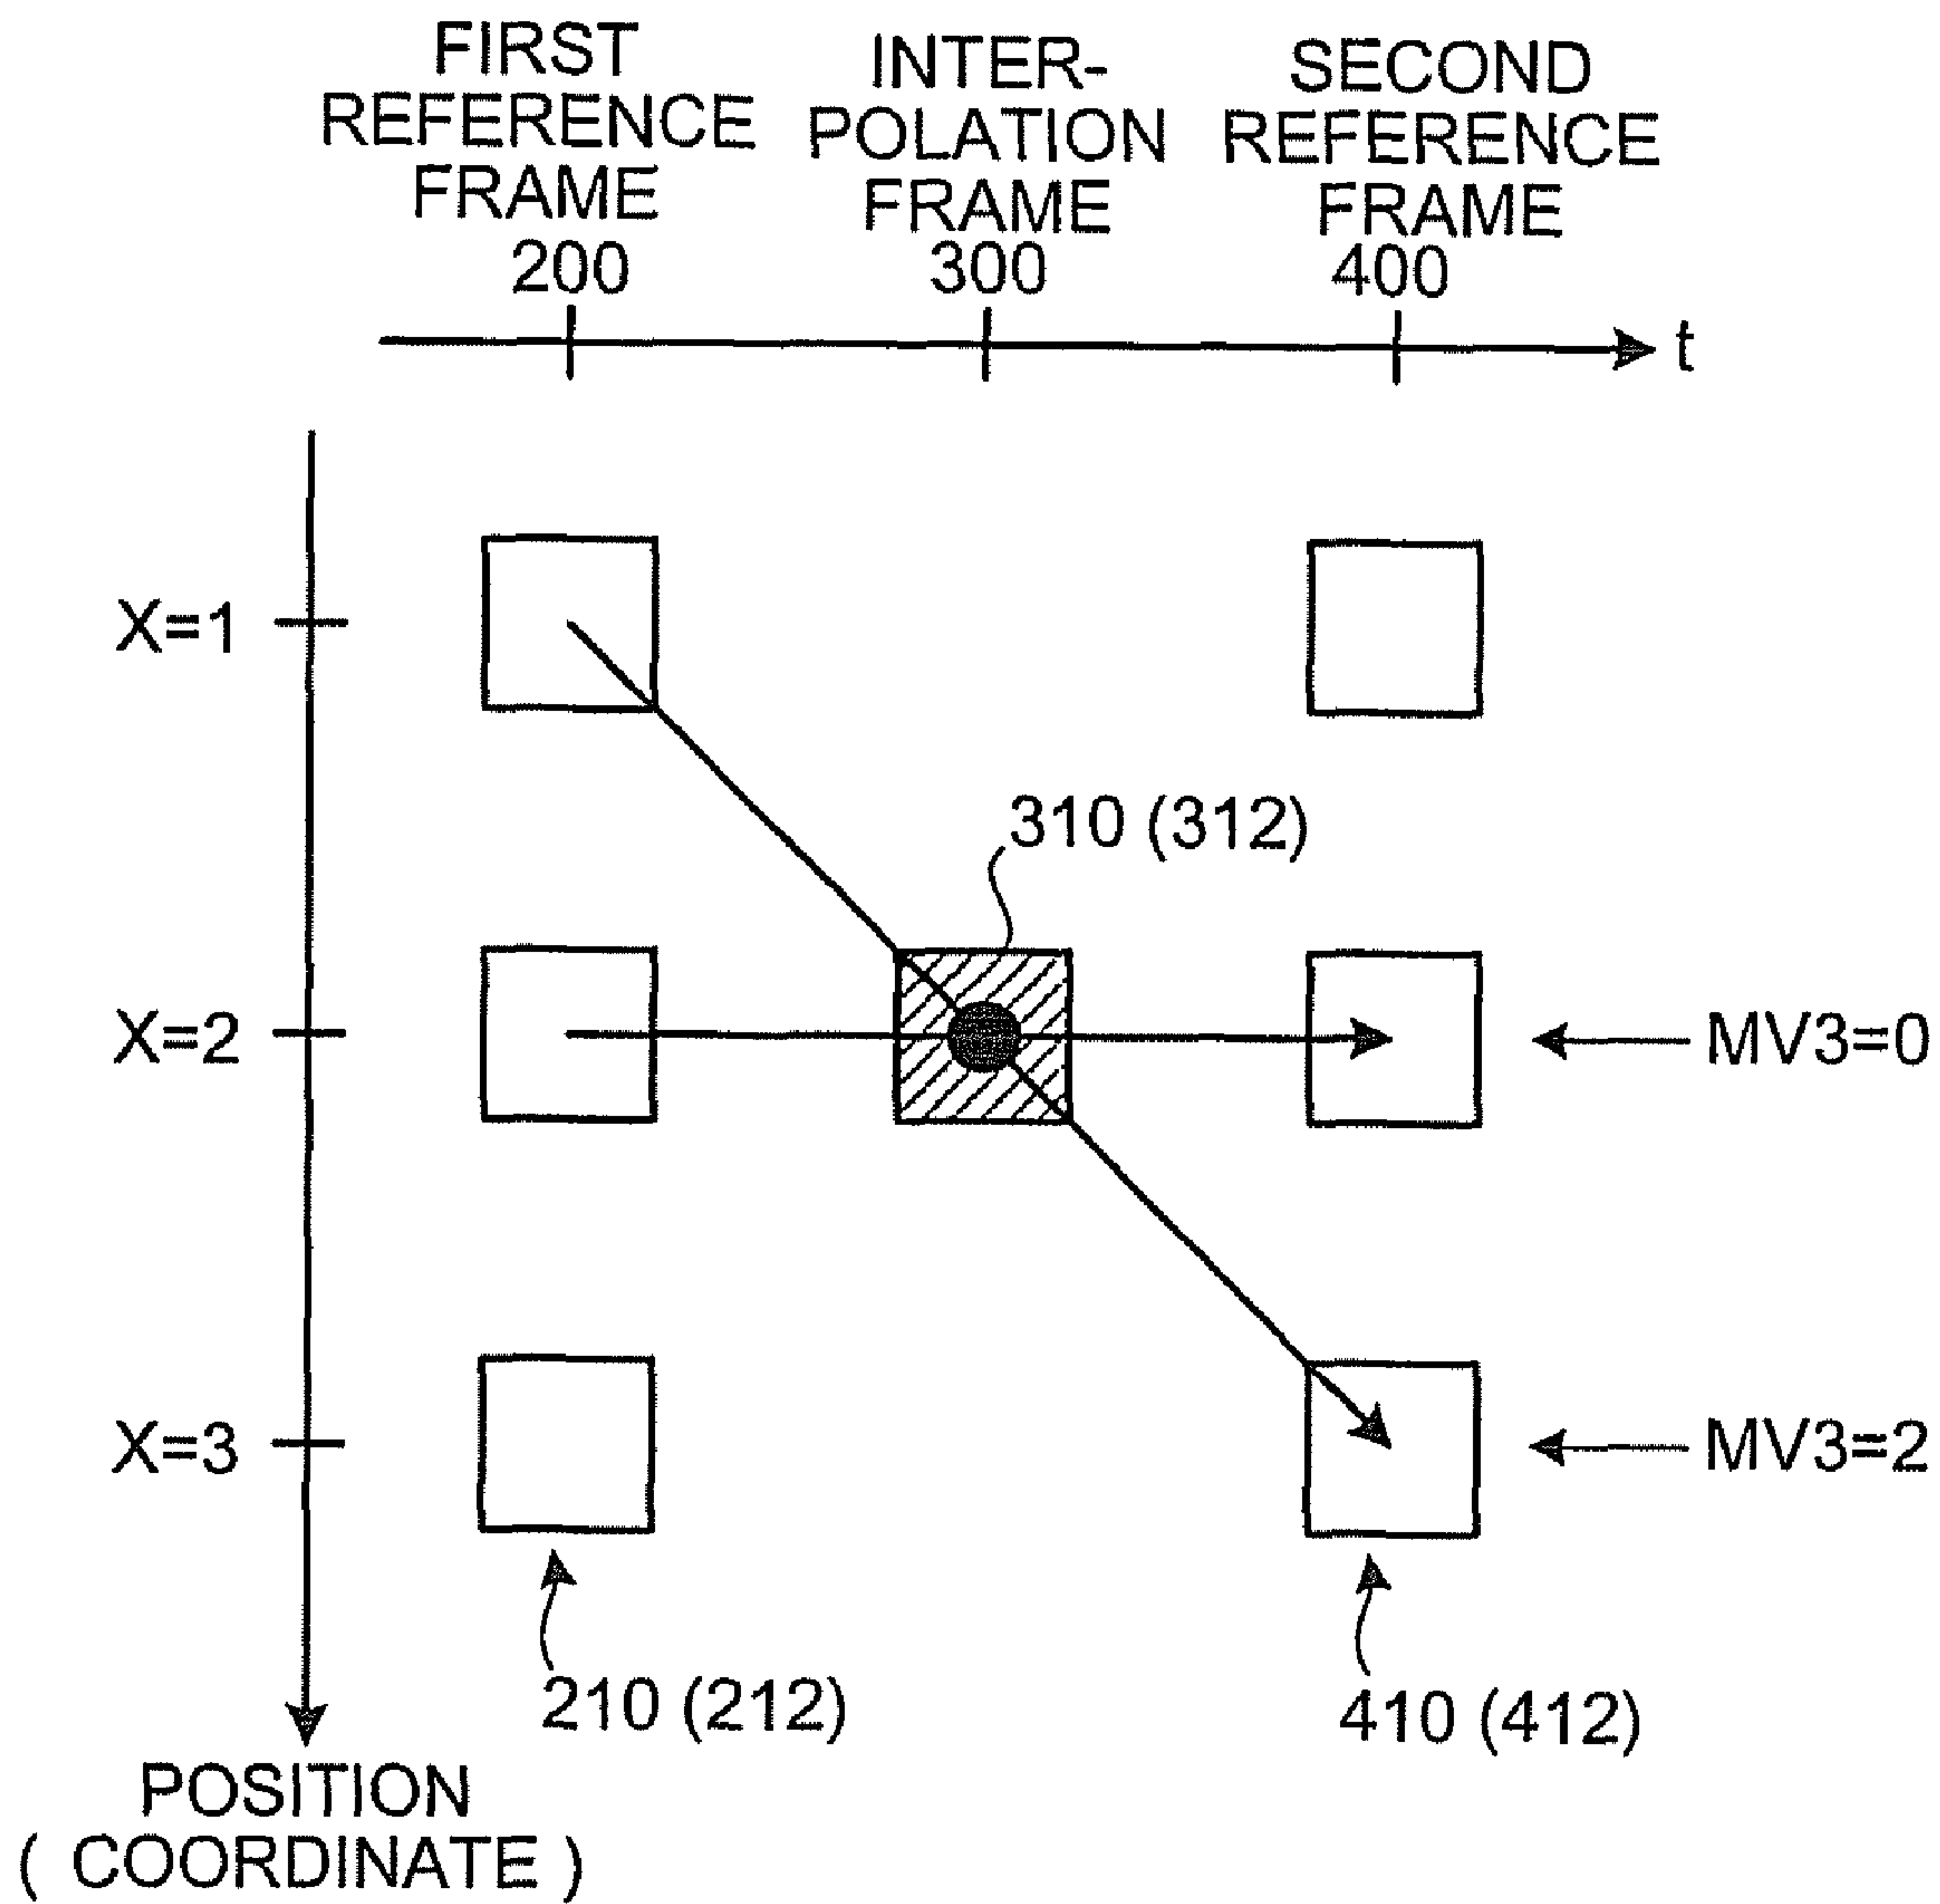 FIRST
REFERENCE
FRAME
200
INTER-
POLATION
FRAME
300
SECOND
REFERENCE
FRAME
400
t
X=1
310 (312)
X=2
MV3=0
X=3
MV3=2
210 (212)
410 (412)
POSITION
( COORDINATE )